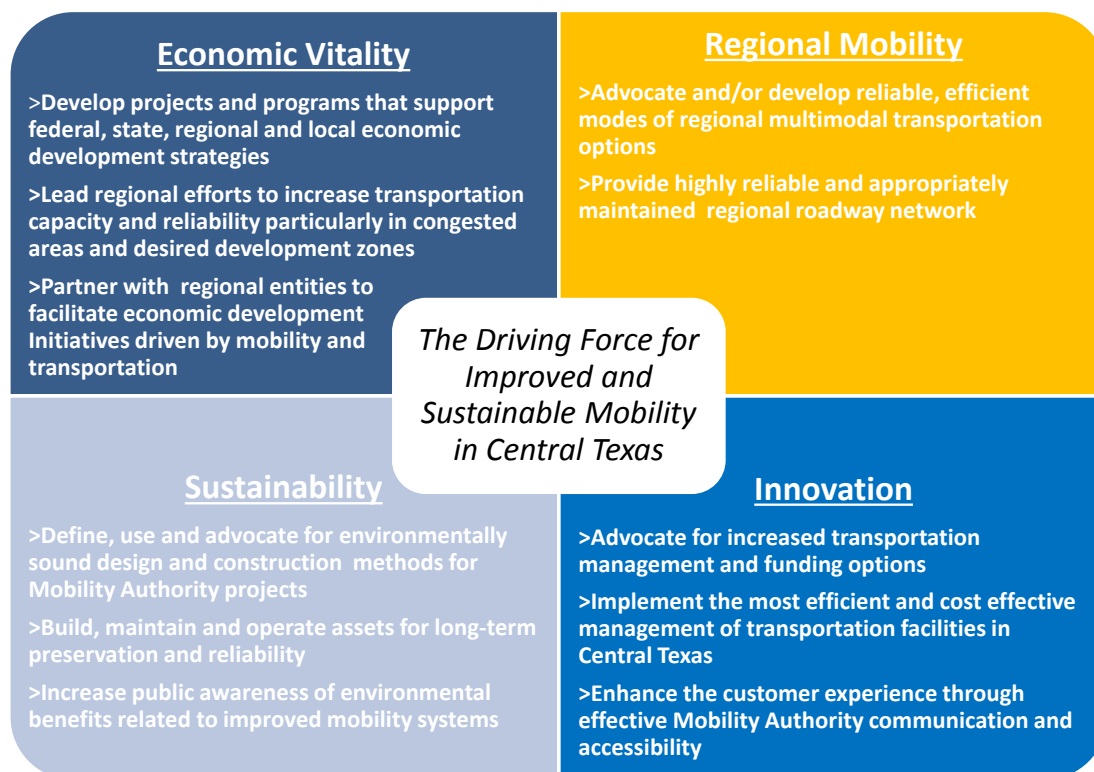 Economic Vitality
>Develop projects and programs that support
federal, state, regional and local economic
development strategies
>Lead regional efforts to increase transportation
capacity and reliability particularly in congested
areas and desired development zones
>Partner with  regional entities to
facilitate economic development
Initiatives driven by mobility and
transportation
Regional Mobility
>Advocate and/or develop reliable, efficient
modes of regional multimodal transportation
options
>Provide highly reliable and appropriately
maintained  regional roadway network
The Driving Force for
Improved and
Sustainable Mobility
in Central Texas
Sustainability
>Define, use and advocate for environmentally
sound design and construction  methods for
Mobility Authority projects
>Build, maintain and operate assets for long-term
preservation and reliability
>Increase public awareness of environmental
benefits related to improved mobility systems
Innovation
>Advocate for increased transportation
management and funding options
>Implement the most efficient and cost effective
management of transportation facilities in
Central Texas
>Enhance the customer experience through
effective Mobility Authority communication and
accessibility